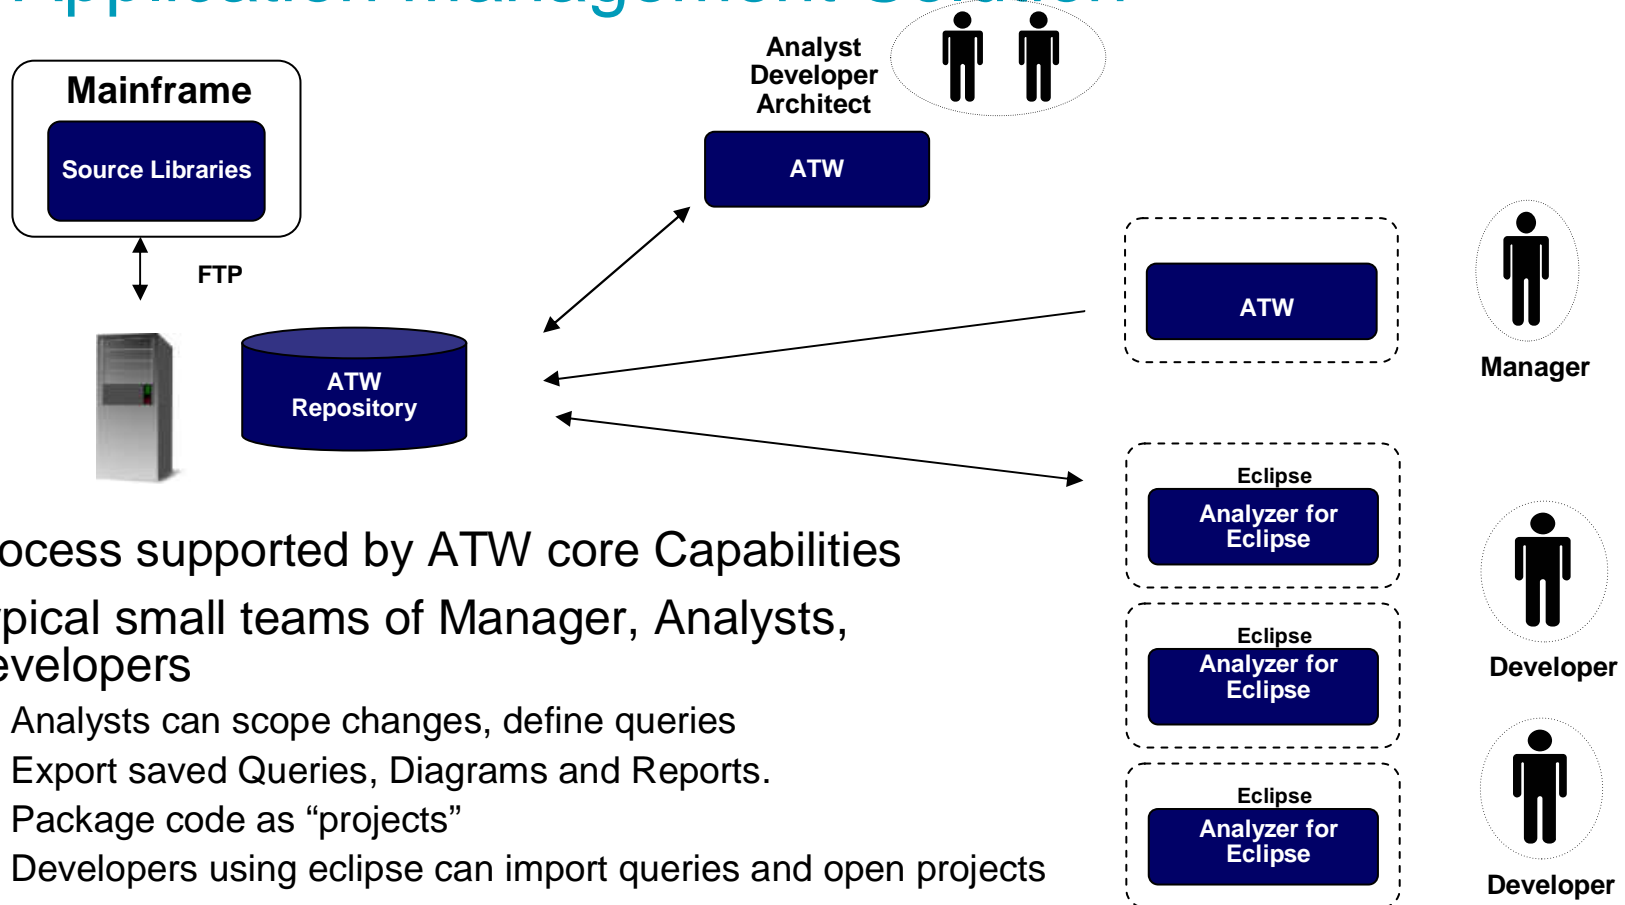 Application Management Solution
Analyst
Developer
Architect
Mainframe
Source Libraries
ATW
FTP
ATW
Manager
ATW
Repository
Eclipse
Analyzer for
Eclipse
Developer
Eclipse
Analyzer for
Eclipse
Eclipse
Analyzer for
Eclipse
Developer
ocess supported by ATW core Capabilities
pical small teams of Manager, Analysts,
evelopers
Analysts can scope changes, define queries
Export saved Queries, Diagrams and Reports.
Package code as “projects”
Developers using eclipse can import queries and open projects